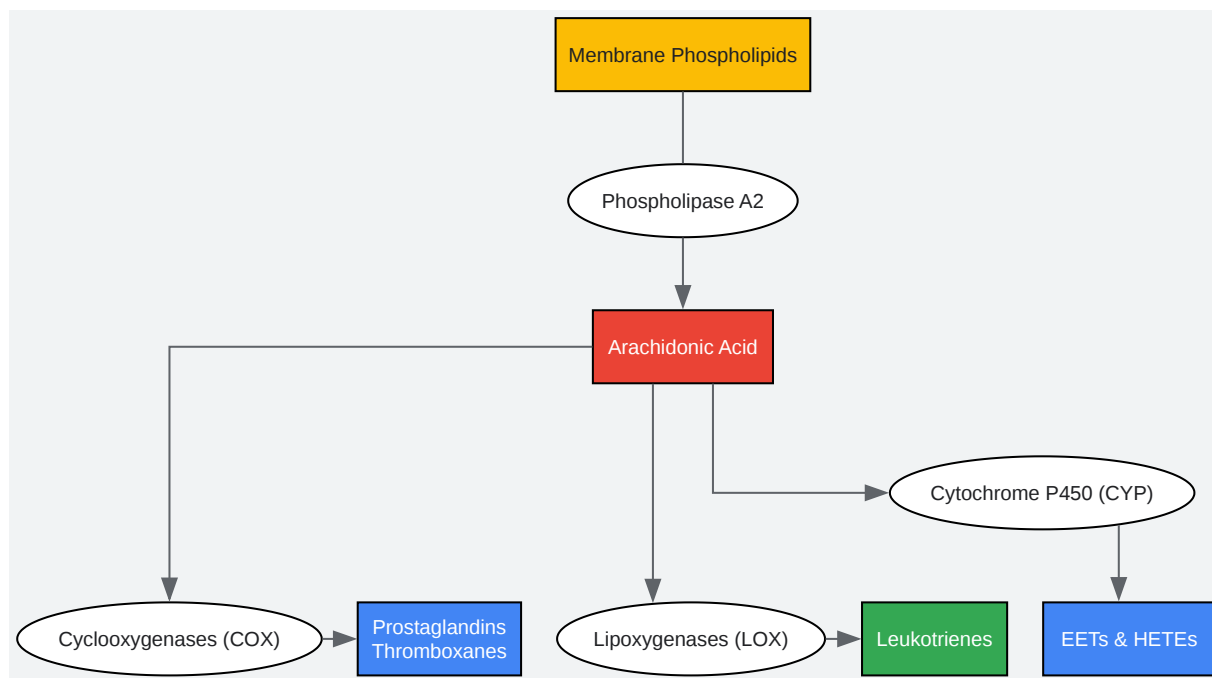 Membrane Phospholipids
Phospholipase A2
Arachidonic Acid
Cytochrome P450 (CYP)
Cyclooxygenases (COX)
Prostaglandins
Thromboxanes
Lipoxygenases (LOX)
Leukotrienes
EETs & HETEs